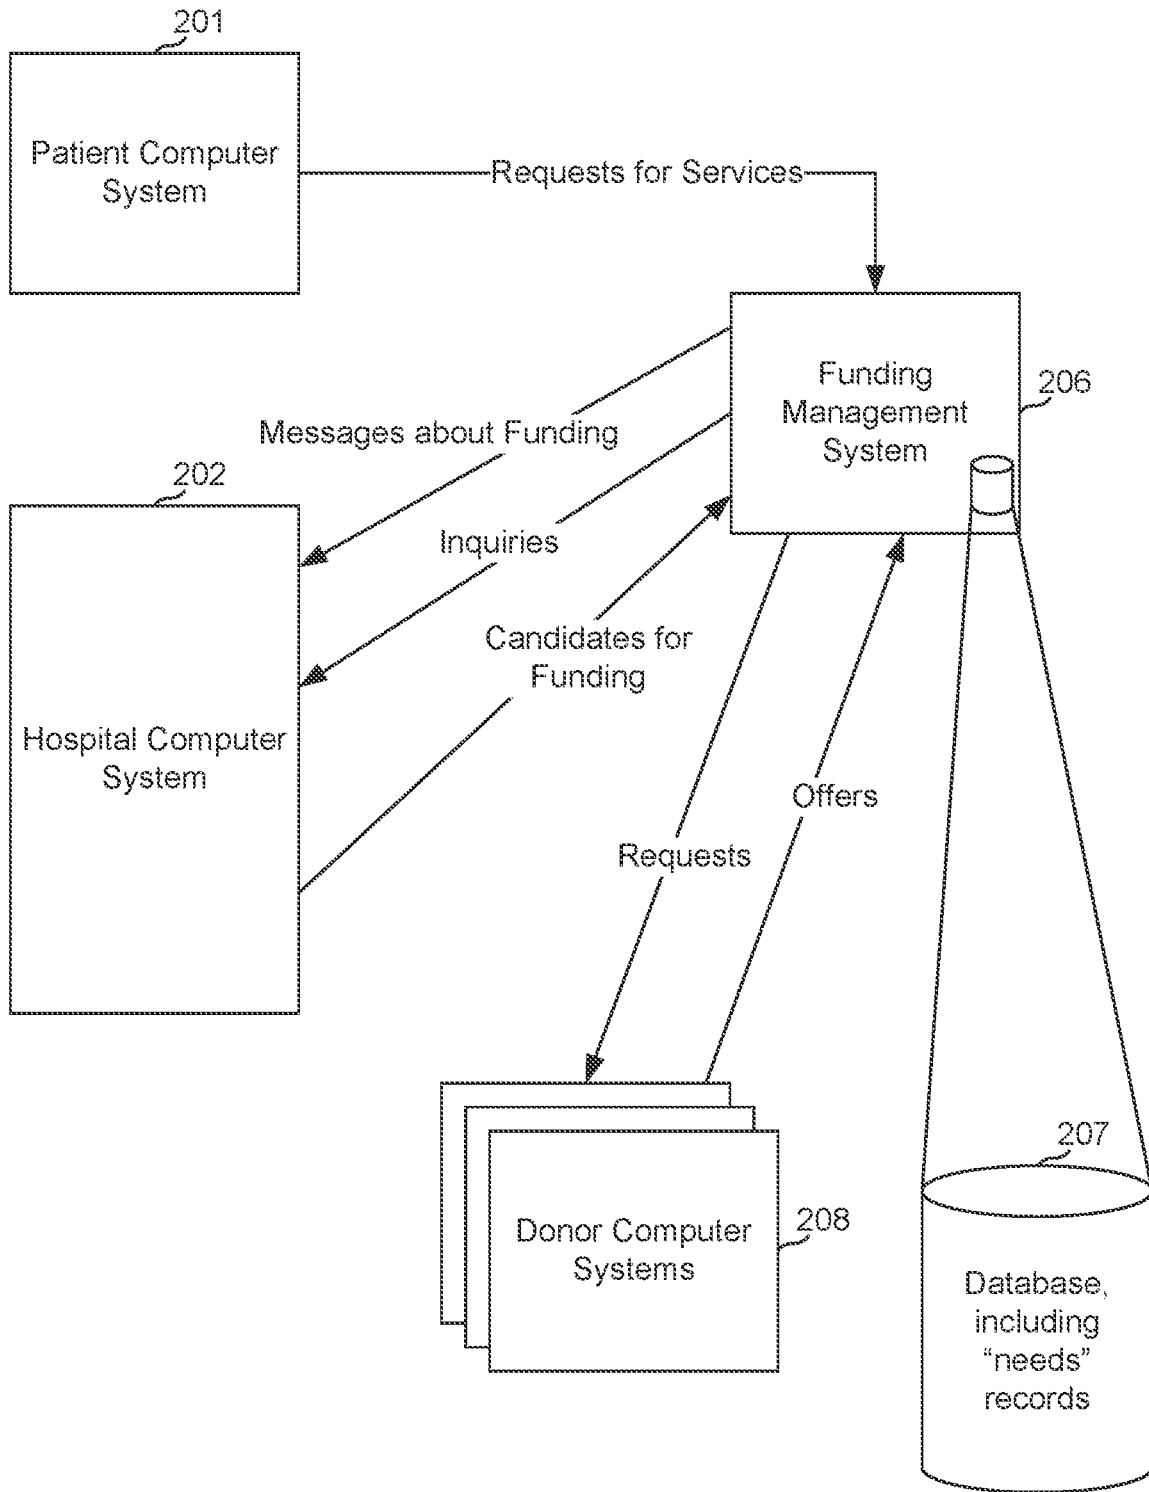 201
Patient Computer
System
Requests for Services
Funding
Management
System
206
Messages about Funding
202
Inquiries
Candidates for
Funding
Hospital Computer
System
Offers
Requests
207
208
Donor Computer
Systems
Database,
including
“needs”
records